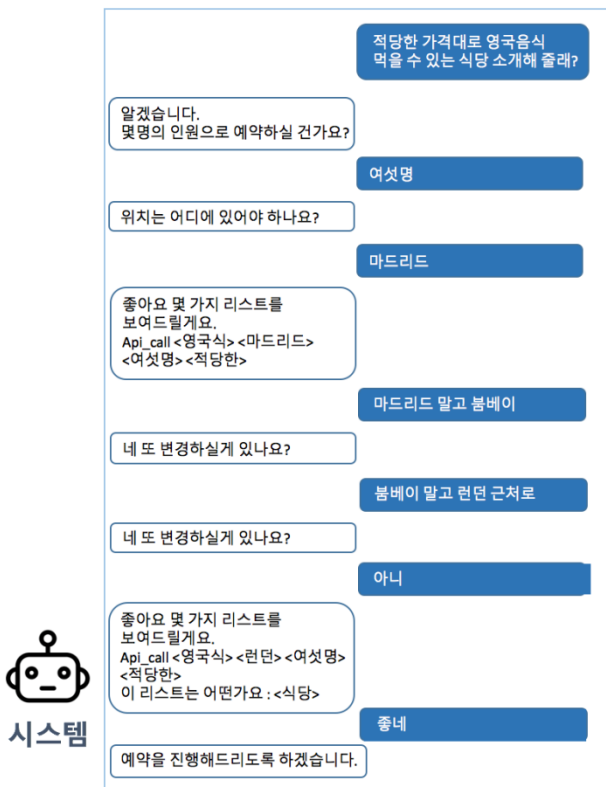 적당한 가격대로 영국음식
먹을 수 있는 식당 소개해 줄래?
알겠습니다.
몇명의 인원으로 예약하실 건가요?
여섯명
위치는 어디에 있어야 하나요?
마드리드
좋아요 몇 가지 리스트를
보여드릴게요.
Api_call <영국식> <마드리드>
<여섯명> <적당한>
마드리드 말고 붐베이
네 또 변경하실게 있나요?
붐베이 말고 런던 근처로
네 또 변경하실게 있나요?
아니
좋아요 몇 가지 리스트를
보여드릴게요.
Api_call <영국식> <런던> <여섯명>
<적당한>
이 리스트는 어떤가요 : <식당>
시스템
좋네
예약을 진행해드리도록 하겠습니다.